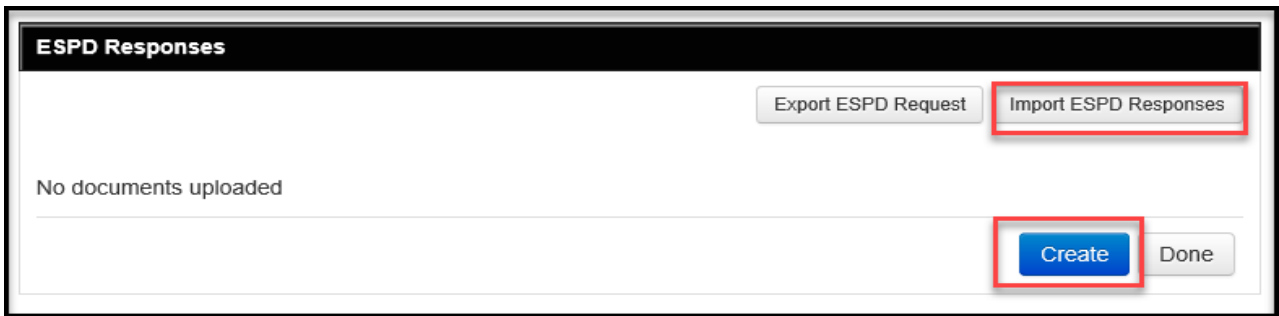 ESPD Responses
Export ESPD Request Import ESPD Responses
No documents uploaded
Create Done